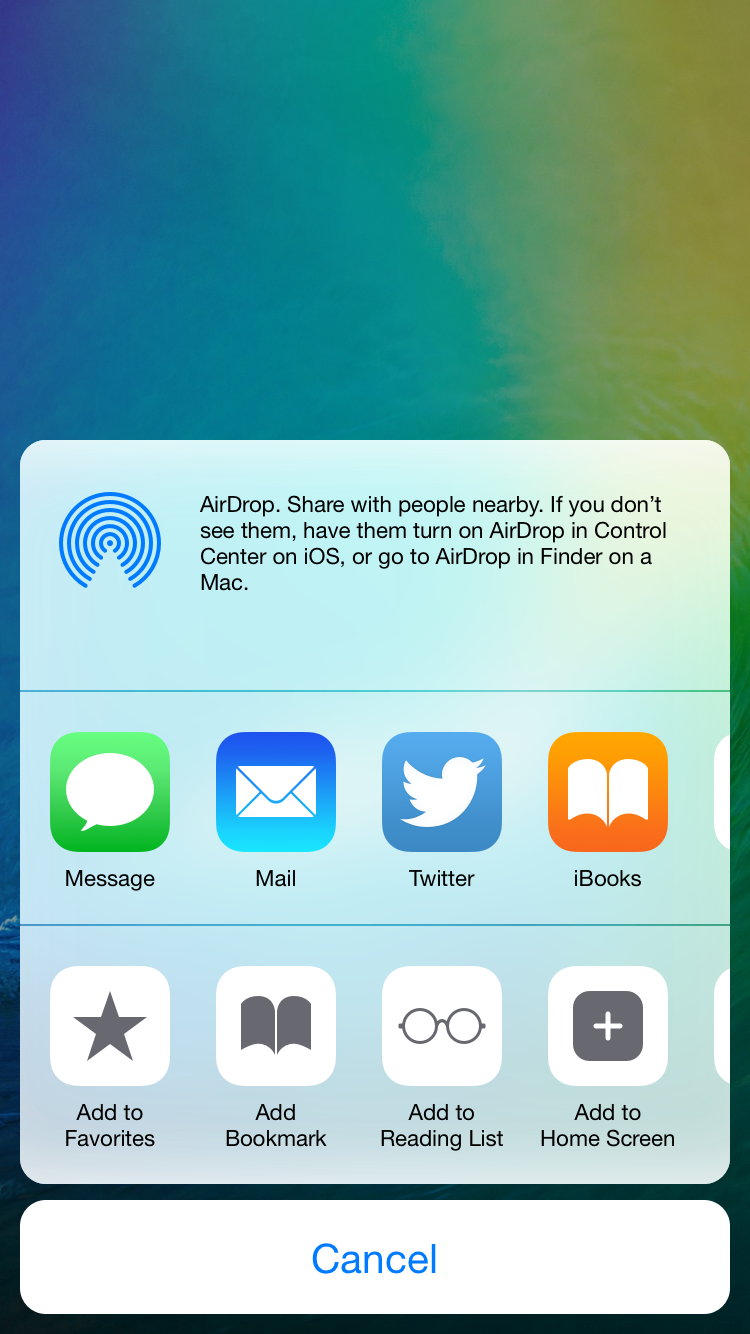 AirDrop. Share with people nearby. If you don’t
see them, have them turn on AirDrop in Control
Center on iOS, or go to AirDrop in Finder on a
Mac.
Message
Mail
Twitter
iBooks
Add to
Favorites
Add
Bookmark
Add to
Reading List
Add to
Home Screen
Cancel